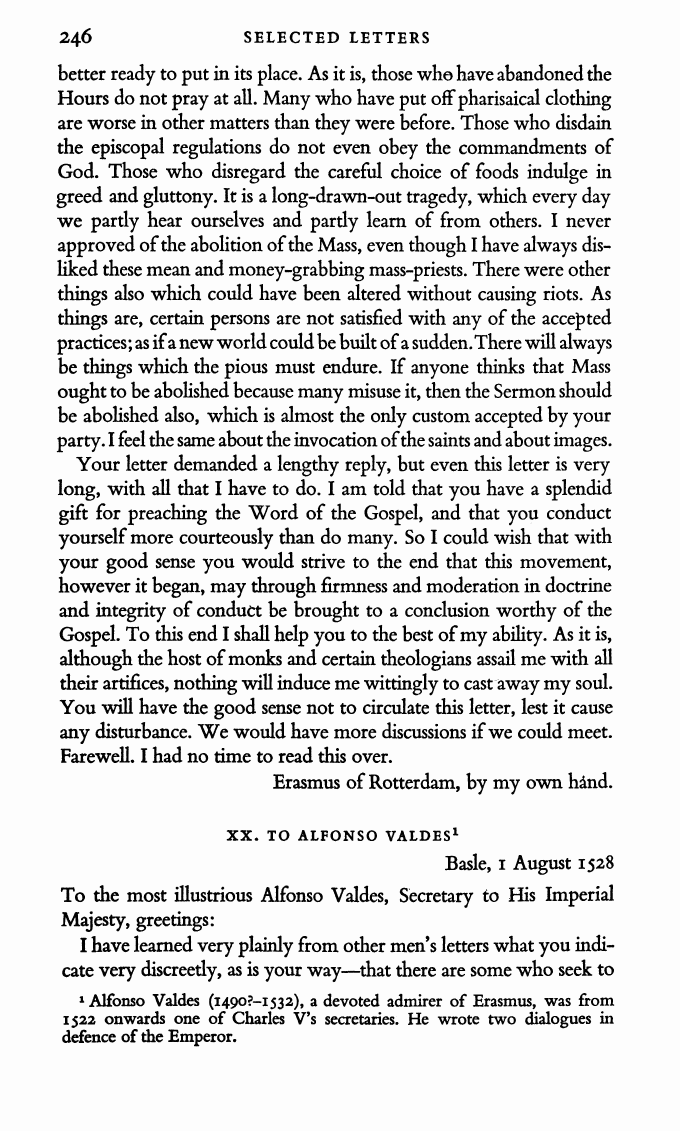 246 SELECTED LETTERS
better ready to put in its place. As it is, those who have abandoned the
Hours do not pray at all. Many who have put off pharisaical clothing
are worse in other matters than they were before. Those who disdain
the episcopal regulations do not even obey the commandments of
God. Those who disregard the careful choice of foods indulge in
greed and gluttony. It is a long-drawn-out tragedy, which every day
we partly hear ourselves and partly learn of from others. I never
approved of the abolition of the Mass, even though I have always dis-
liked these mean and money-grabbing mass-priests. There were other
things also which could have been altered without causing riots. As
things are, certain persons are not satisfied with any of the accepted
practices; as if a new world could be built of a sudden. There will always
be things which the pious must endure. If anyone thinks that Mass
ought to be abolished because many misuse it, then the Sermon should
be abolished also, which is almost the only custom accepted by your
party. I feel the same about the invocation of the saints and about images.
Your letter demanded a lengthy reply, but even this letter is very
long, with all that I have to do. I am told that you have a splendid
gift for preaching the Word of the Gospel, and that you conduct
yourself more courteously than do many. So I could wish that with
your good sense you would strive to the end that this movement,
however it began, may through firmness and moderation in doctrine
and integrity of conduct be brought to a conclusion worthy of the
Gospel. To this end I shall help you to the best of my ability. As it is,
although the host of monks and certain theologians assail me with all
their artifices, nothing will induce me wittingly to cast away my soul.
You will have the good sense not to circulate this letter, lest it cause
any disturbance. We would have more discussions if we could meet.
Farewell. I had no time to read this over.
Erasmus of Rotterdam, by my own hand.
XX. TO ALFONSO VALDES¹
Basle, 1 August 1528
To the most illustrious Alfonso Valdes, Secretary to His Imperial
Majesty, greetings:
I have learned very plainly from other men's letters what you indi-
cate very discreetly, as is your way—that there are some who seek to
¹ Alfonso Valdes (1490?–1532), a devoted admirer of Erasmus, was from
1522 onwards one of Charles V's secretaries. He wrote two dialogues in
defence of the Emperor.